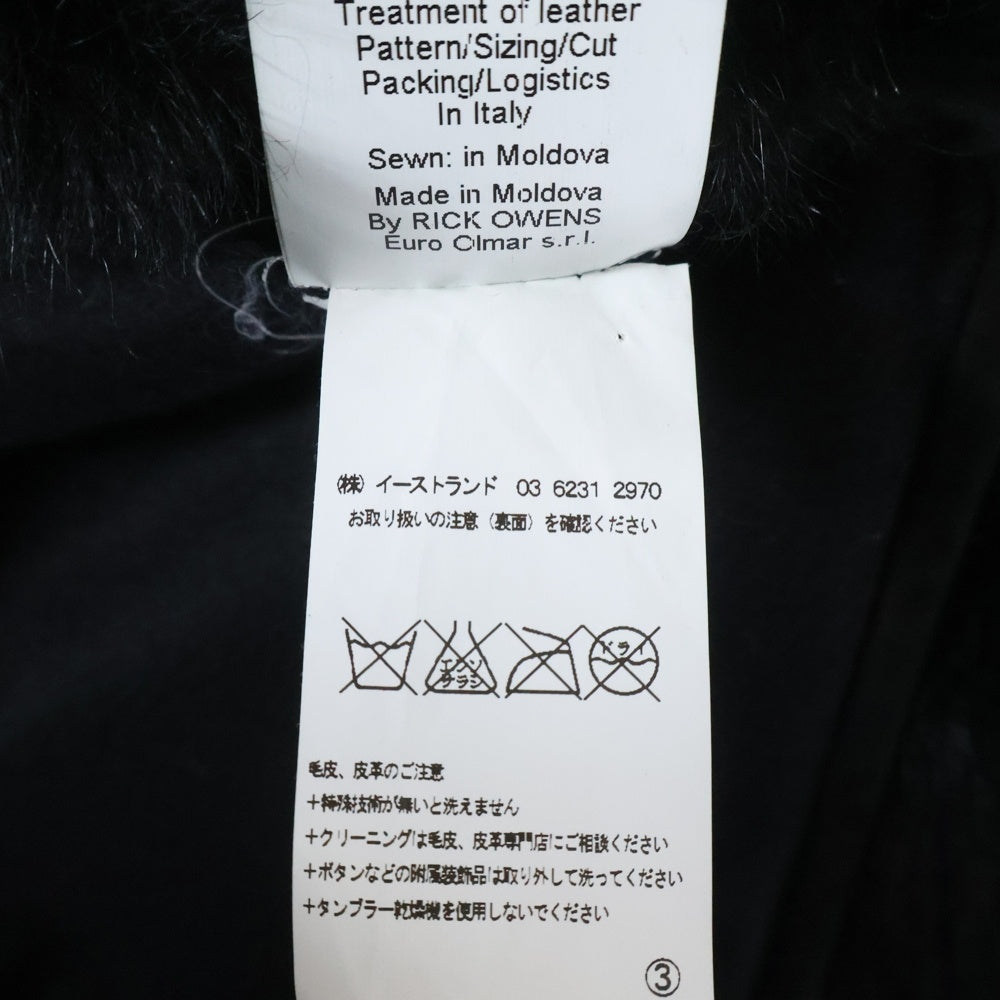 Treatment of leather
Pattern/Sizing/Cut
Packing/Logistics
In Italy
Sewn: in Moldova
Made in Moldova
By RICK OWENS
Euro Olmar s.r.l.
㈱ イーストランド 03 6231 2970
お取り扱いの注意（裏面）を確認ください
エンソサラシ
ドライ
毛皮、皮革のご注意
+特殊技術が無いと洗えません
+クリーニングは毛皮、皮革専門店にご相談ください
+ボタンなどの附属装飾品は取り外して洗ってください
+タンブラー乾燥機を使用しないでください
③